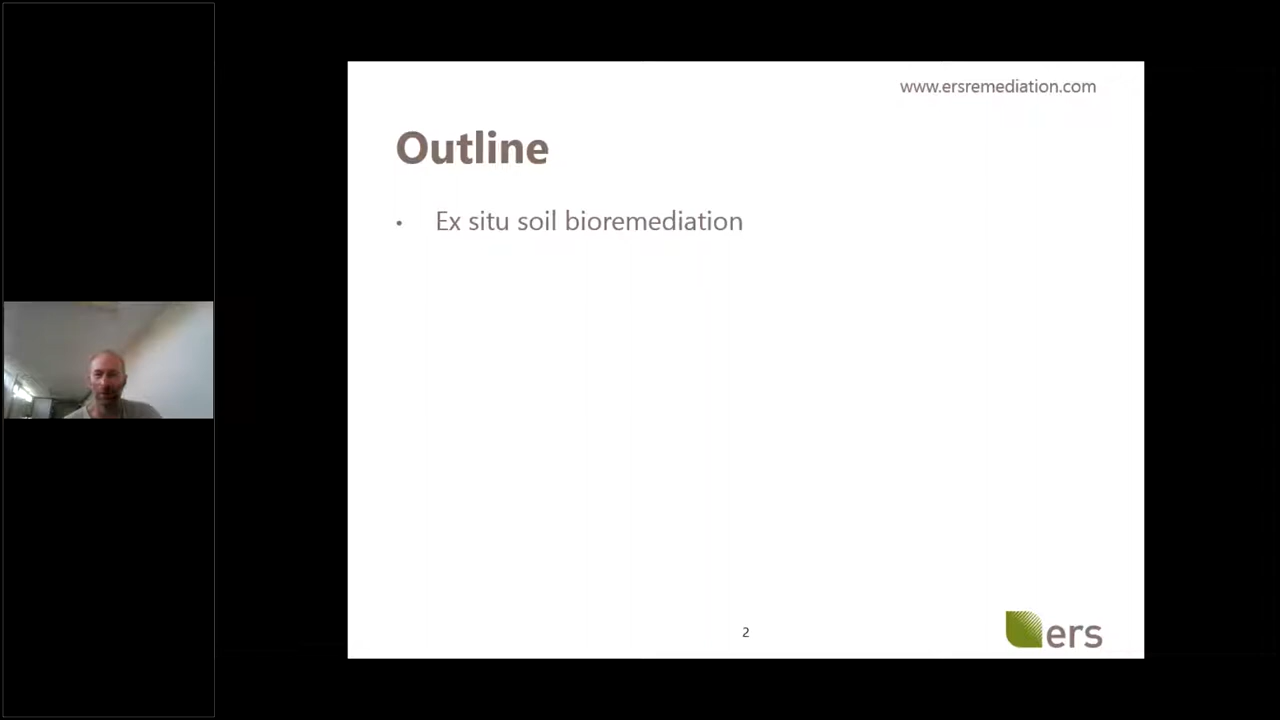 www.ersremediation.com
Outline
• Ex situ soil bioremediation
2
ers